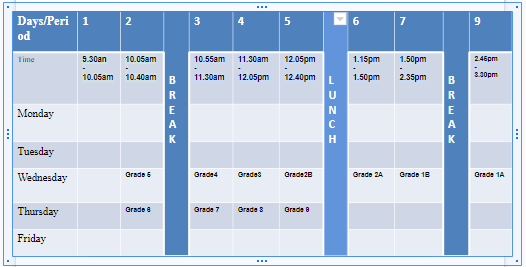 Days/Peri
od
1
2
3
4
5
6
7
9
Time
9.30am
-
10.05am
10.05am
-
10.40am
B
R
E
A
K
10.55am
-
11.30am
11.30am
-
12.05pm
12.05pm
-
12.40pm
L
U
N
C
H
1.15pm
-
1.50pm
1.50pm
-
2.35pm
B
R
E
A
K
2.45pm
-
3.30pm
Monday
Tuesday
Wednesday
Grade 5
Grade4
Grade3
Grade2B
Grade 2A
Grade 1B
Grade 1A
Thursday
Grade 6
Grade 7
Grade 8
Grade 9
Friday